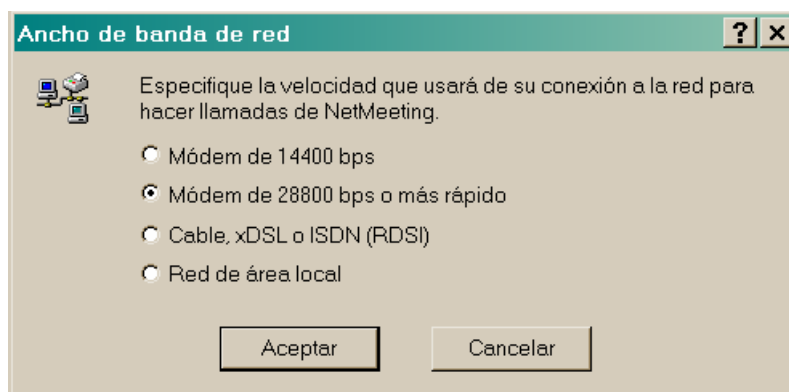 Ancho de banda de red
Especifique la velocidad que usará de su conexión a la red para
hacer llamadas de NetMeeting.
Módem de 14400 bps
Módem de 28800 bps o más rápido
Cable, xDSL o ISDN (RDSI)
Red de área local
Aceptar
Cancelar